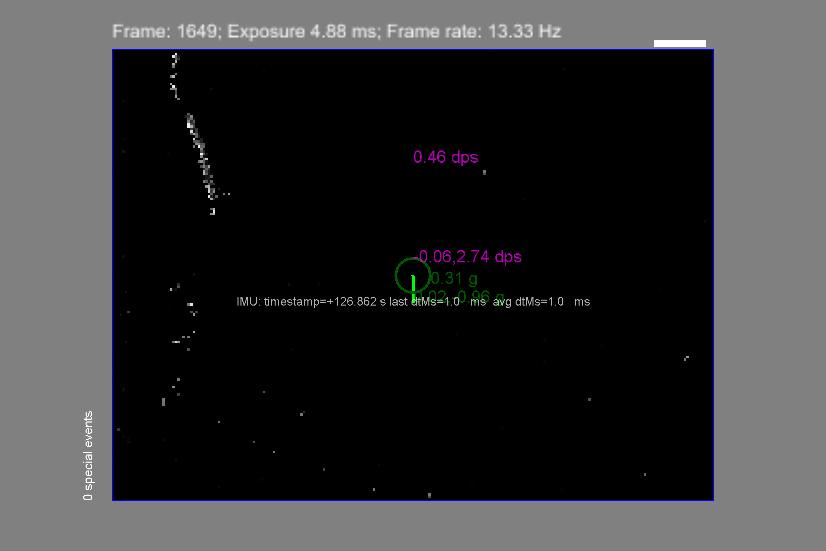 Frame: 1649; Exposure 4.88 ms; Frame rate: 13.33 Hz
0.46 dps
-0.06,2.74 dps
0.31 g
0.96 g
IMU: timestamp=+126.862 s last dtMs=1.0 ms avg dtMs=1.0 ms
0 special events